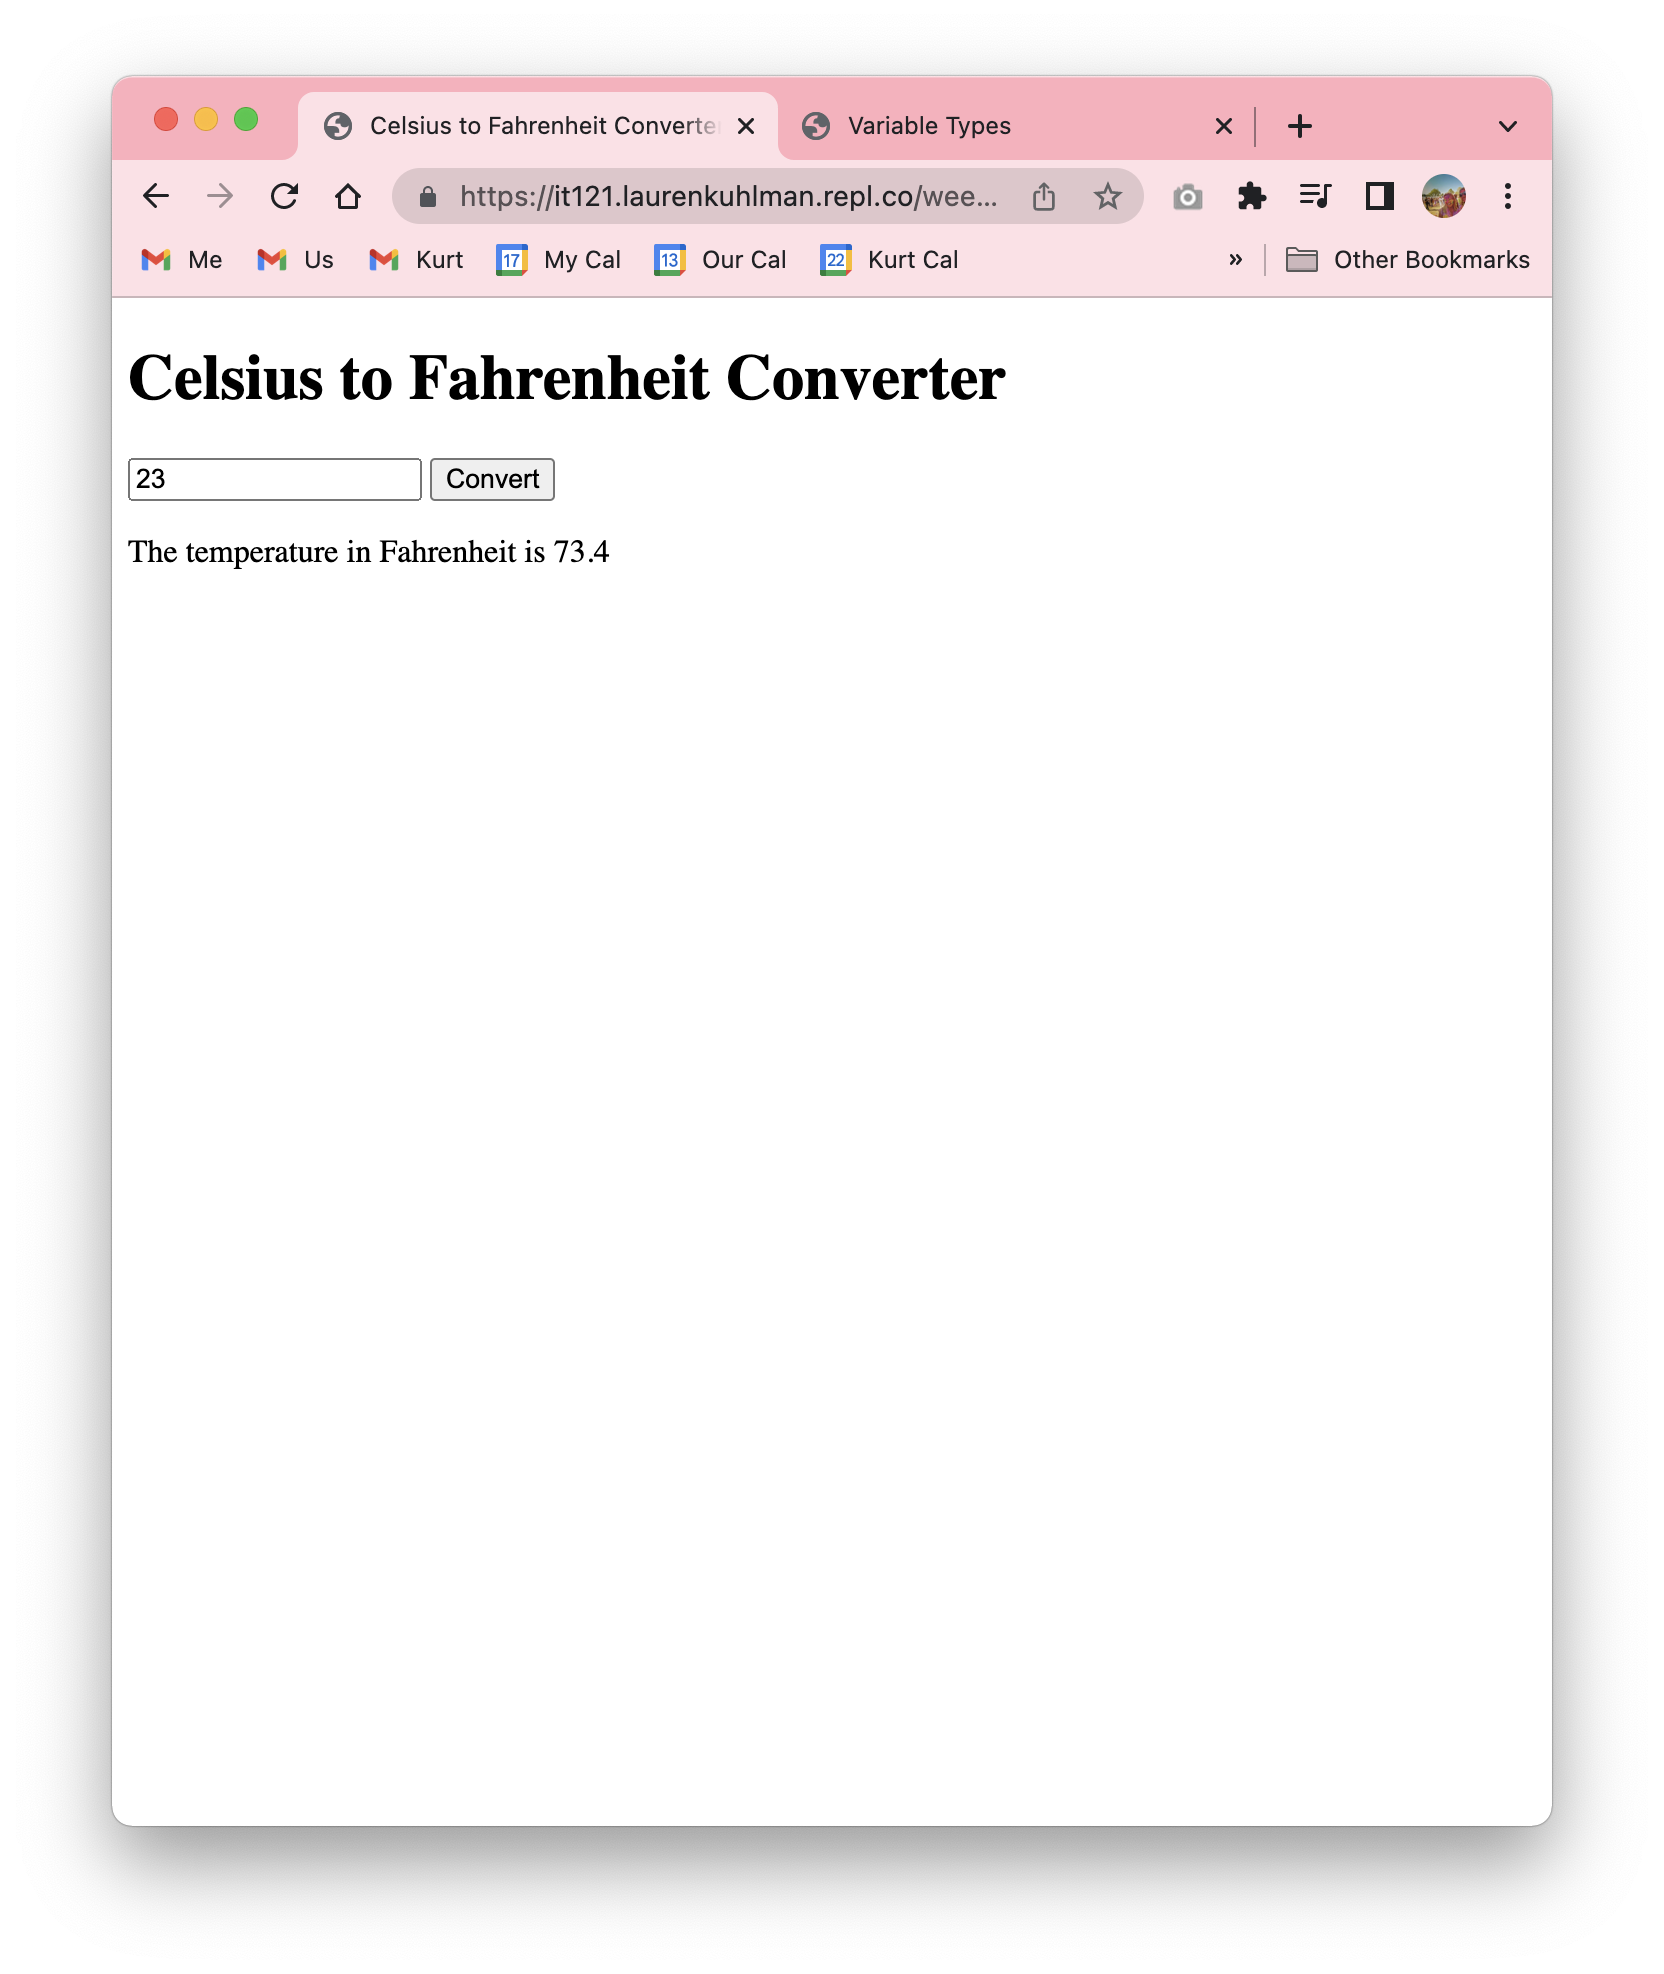 Celsius to Fahrenheit Converter Variable Types
https://it121.laurenkuhlman.repl.co/wee...
Me Us Kurt 17 My Cal 13 Our Cal 22 Kurt Cal » Other Bookmarks
Celsius to Fahrenheit Converter
23 Convert
The temperature in Fahrenheit is 73.4